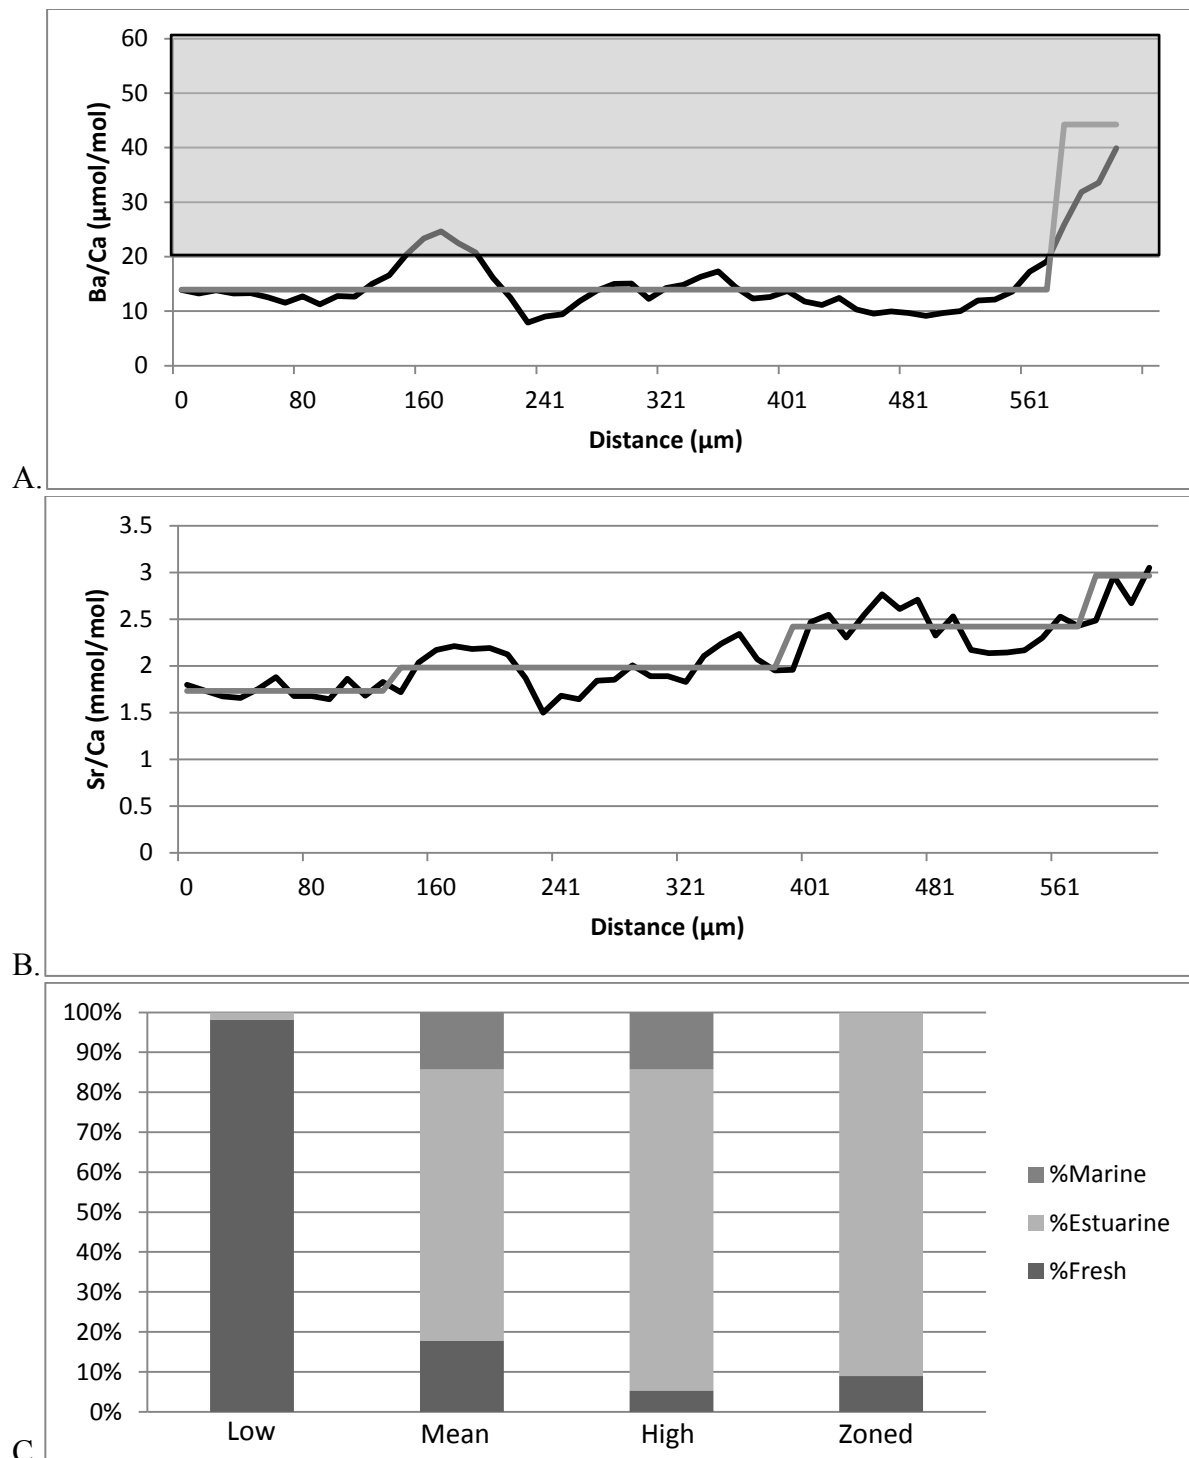 60
50
40
30
20
10
0
Ba/Ca (µmol/mol)
0 80 160 241 321 401 481 561
Distance (µm)
A.
3.5
3
2.5
2
1.5
1
0.5
0
Sr/Ca (mmol/mol)
0 80 160 241 321 401 481 561
Distance (µm)
B.
100%
90%
80%
70%
60%
50%
40%
30%
20%
10%
0%
Low Mean High Zoned
%Marine
%Estuarine
%Fresh
C